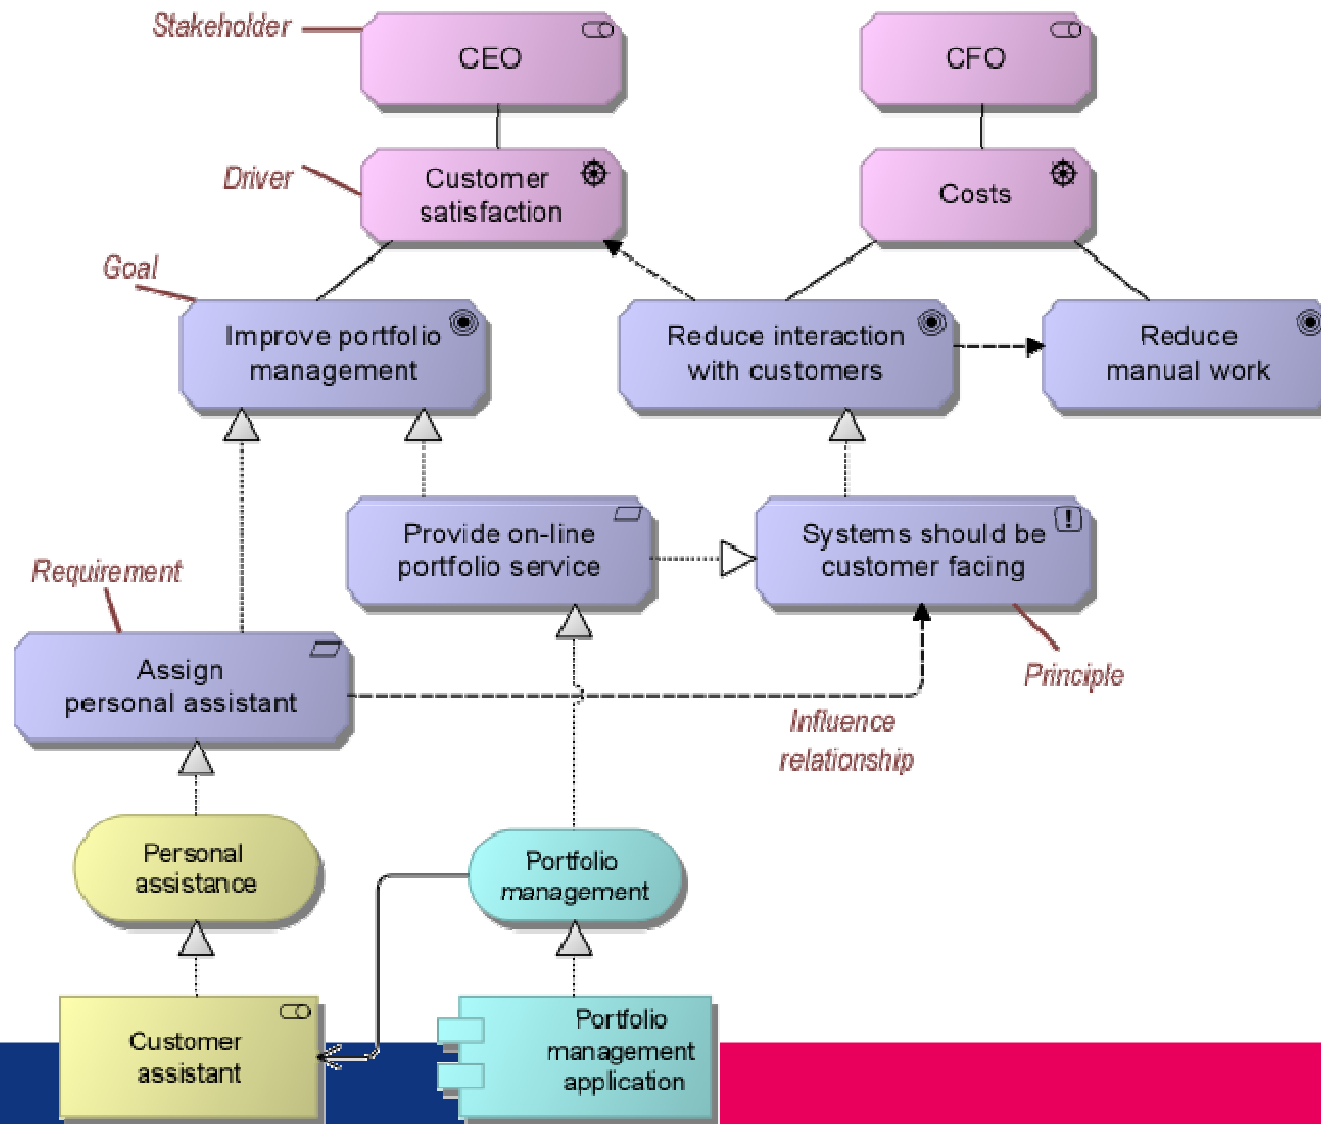 Stakeholder
CEO
CFO
Driver
Customer
satisfaction
Costs
Goal
Improve portfolio
management
Reduce interaction
with customers
Reduce
manual work
Provide on-line
portfolio service
Systems should be
customer facing
!
Requirement
Assign
personal assistant
Principle
Influence
relationship
Personal
assistance
Portfolio
management
Customer
assistant
Portfolio
management
application